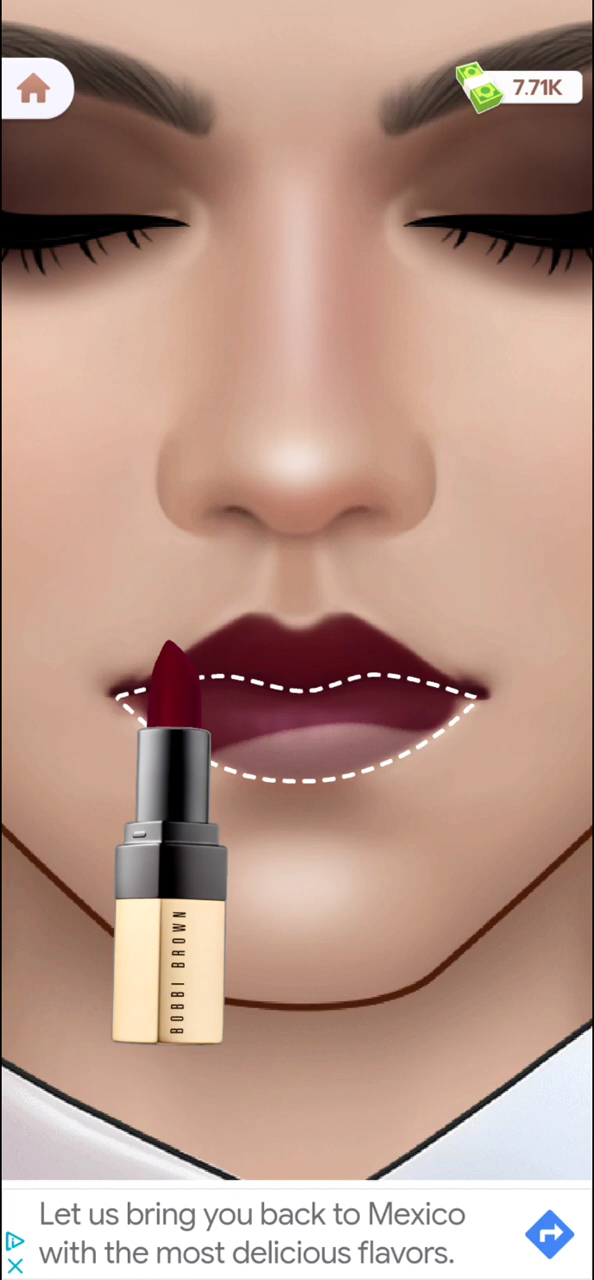 7.71K
BOBBI BROWN
Let us bring you back to Mexico
with the most delicious flavors.